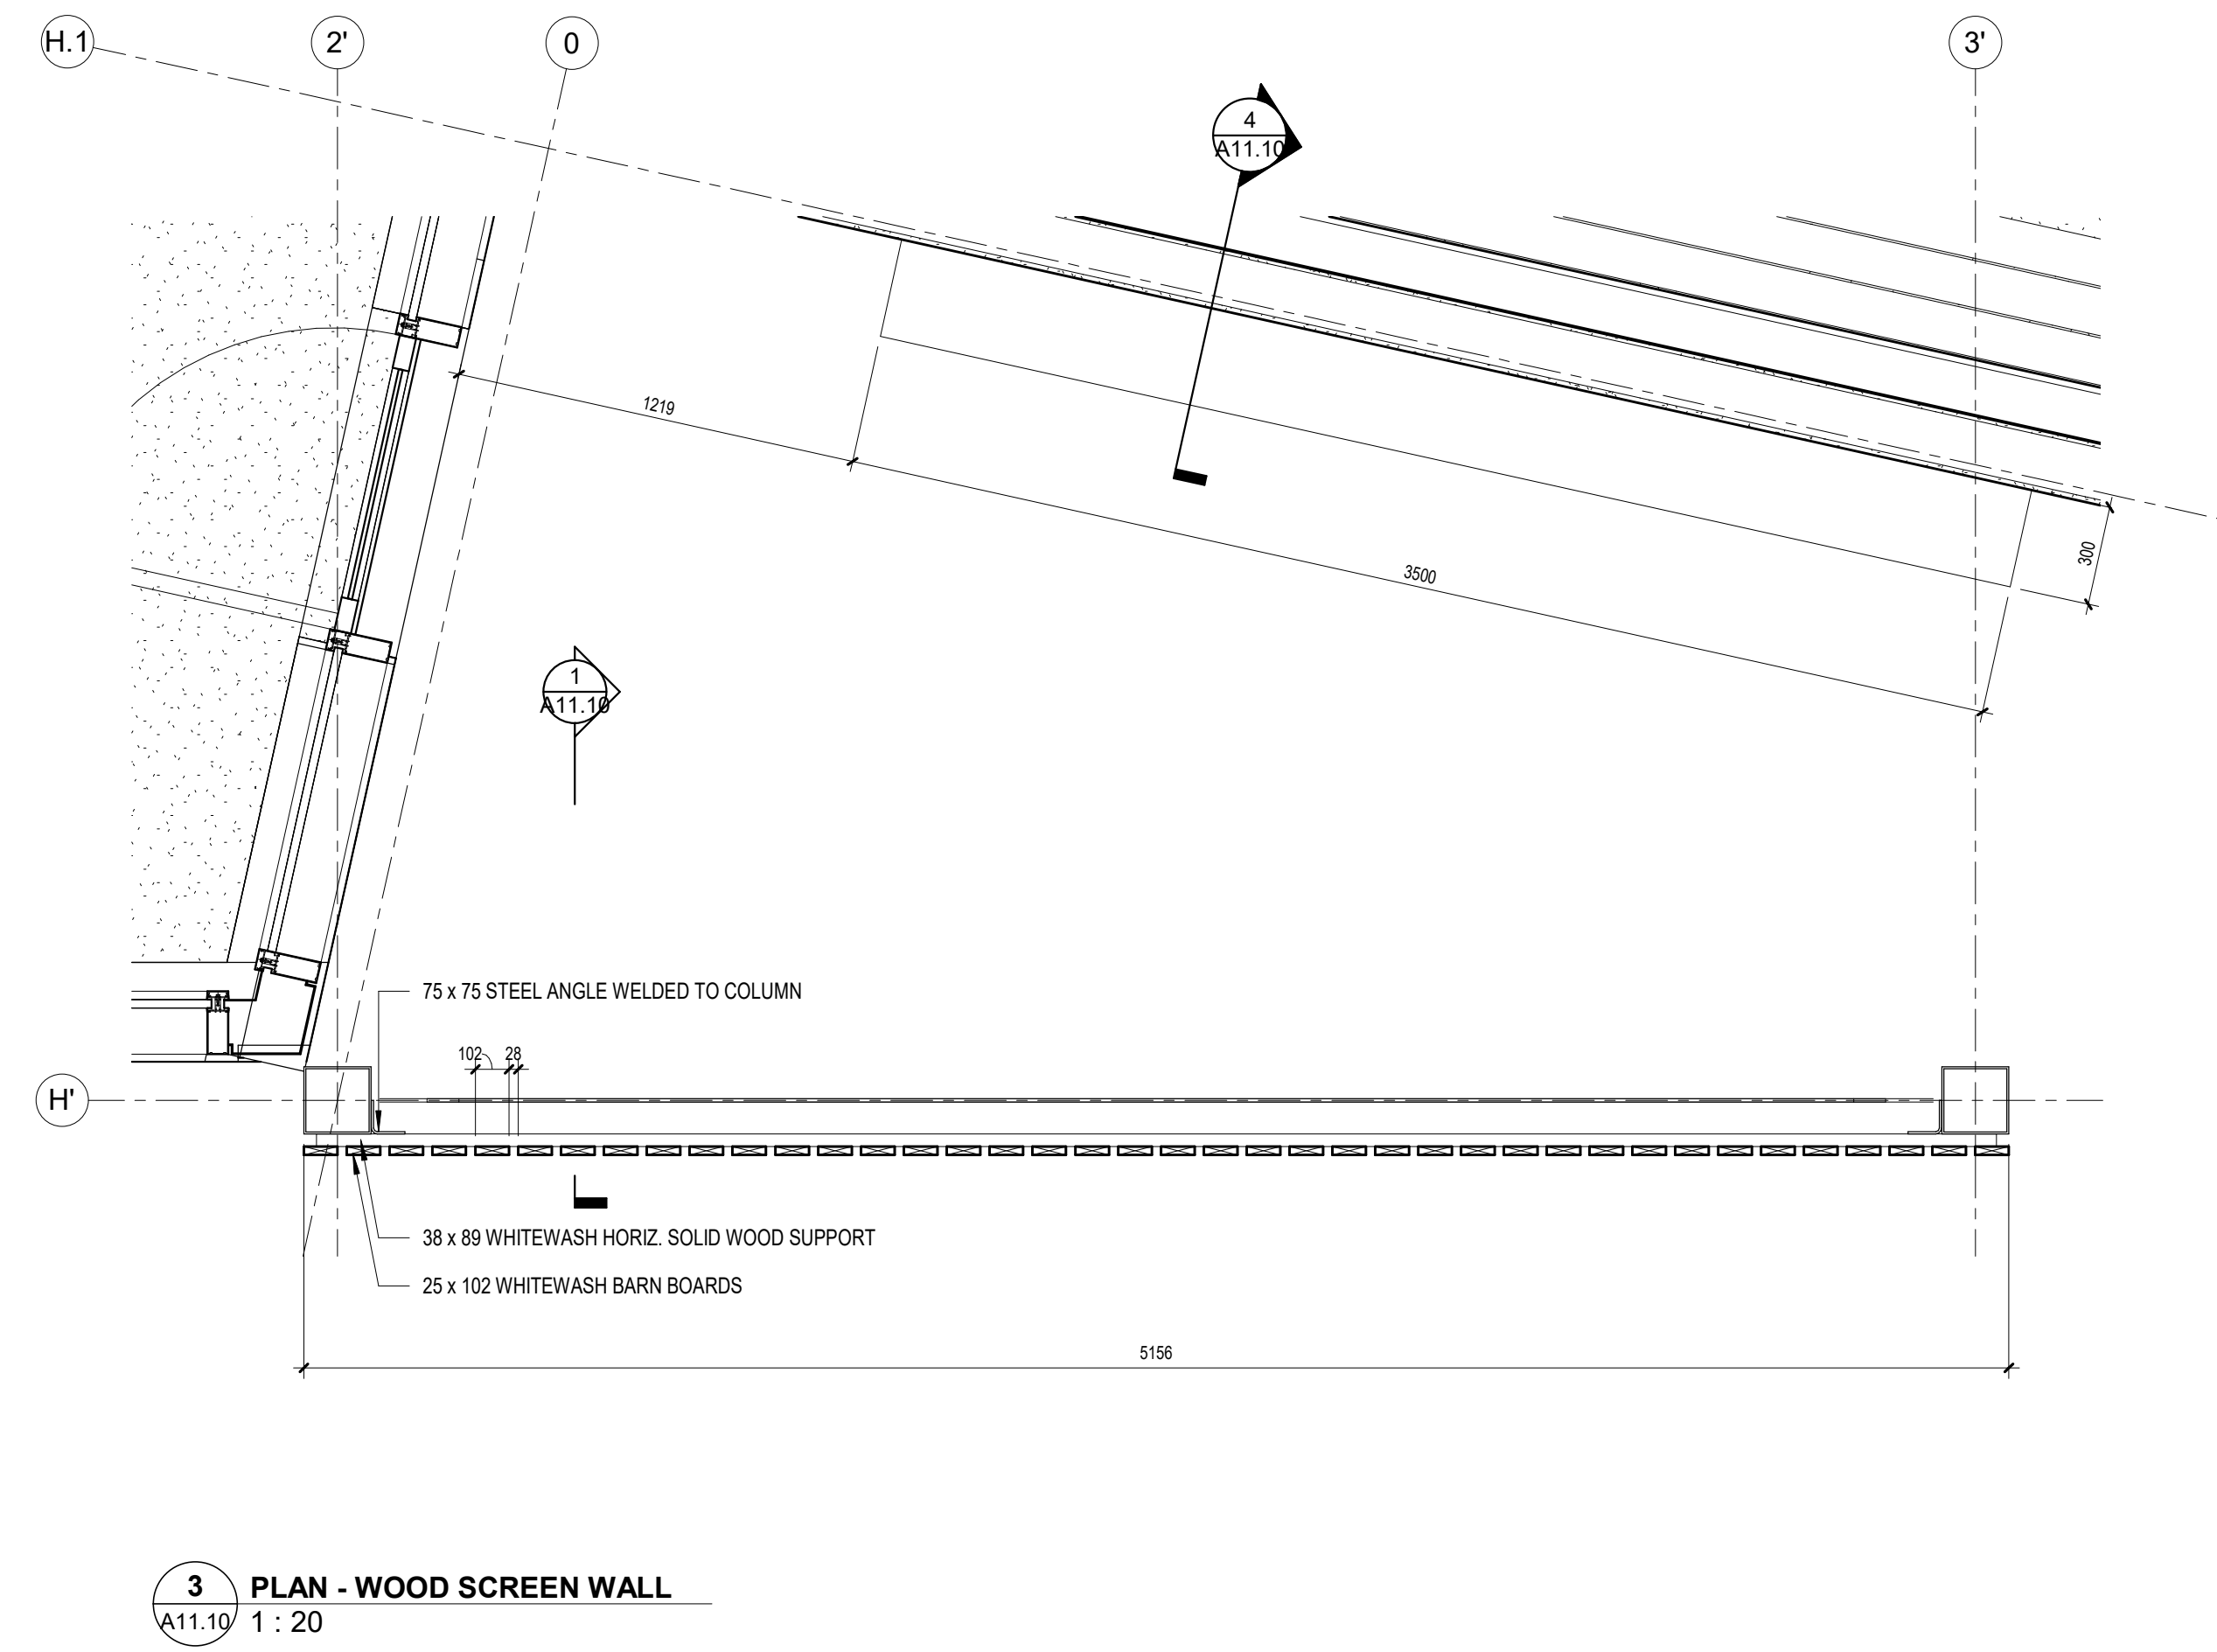 H.1
2'
0
3'
4
A11.10
1219
3500
300
1
A11.10
75 x 75 STEEL ANGLE WELDED TO COLUMN
102
28
H'
38 x 89 WHITEWASH HORIZ. SOLID WOOD SUPPORT
25 x 102 WHITEWASH BARN BOARDS
5156
3
A11.10
PLAN - WOOD SCREEN WALL
1 : 20